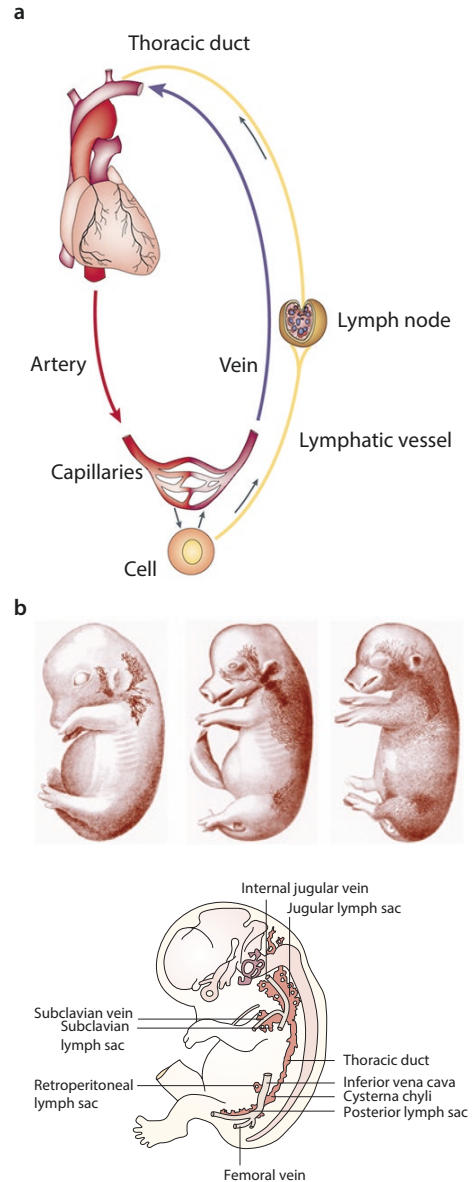 a
Thoracic duct
Lymph node
Artery
Vein
Lymphatic vessel
Capillaries
Cell
b
Internal jugular vein
Jugular lymph sac
Subclavian vein
Subclavian
lymph sac
Thoracic duct
Retroperitoneal
lymph sac
Inferior vena cava
Cysterna chyli
Posterior lymph sac
Femoral vein